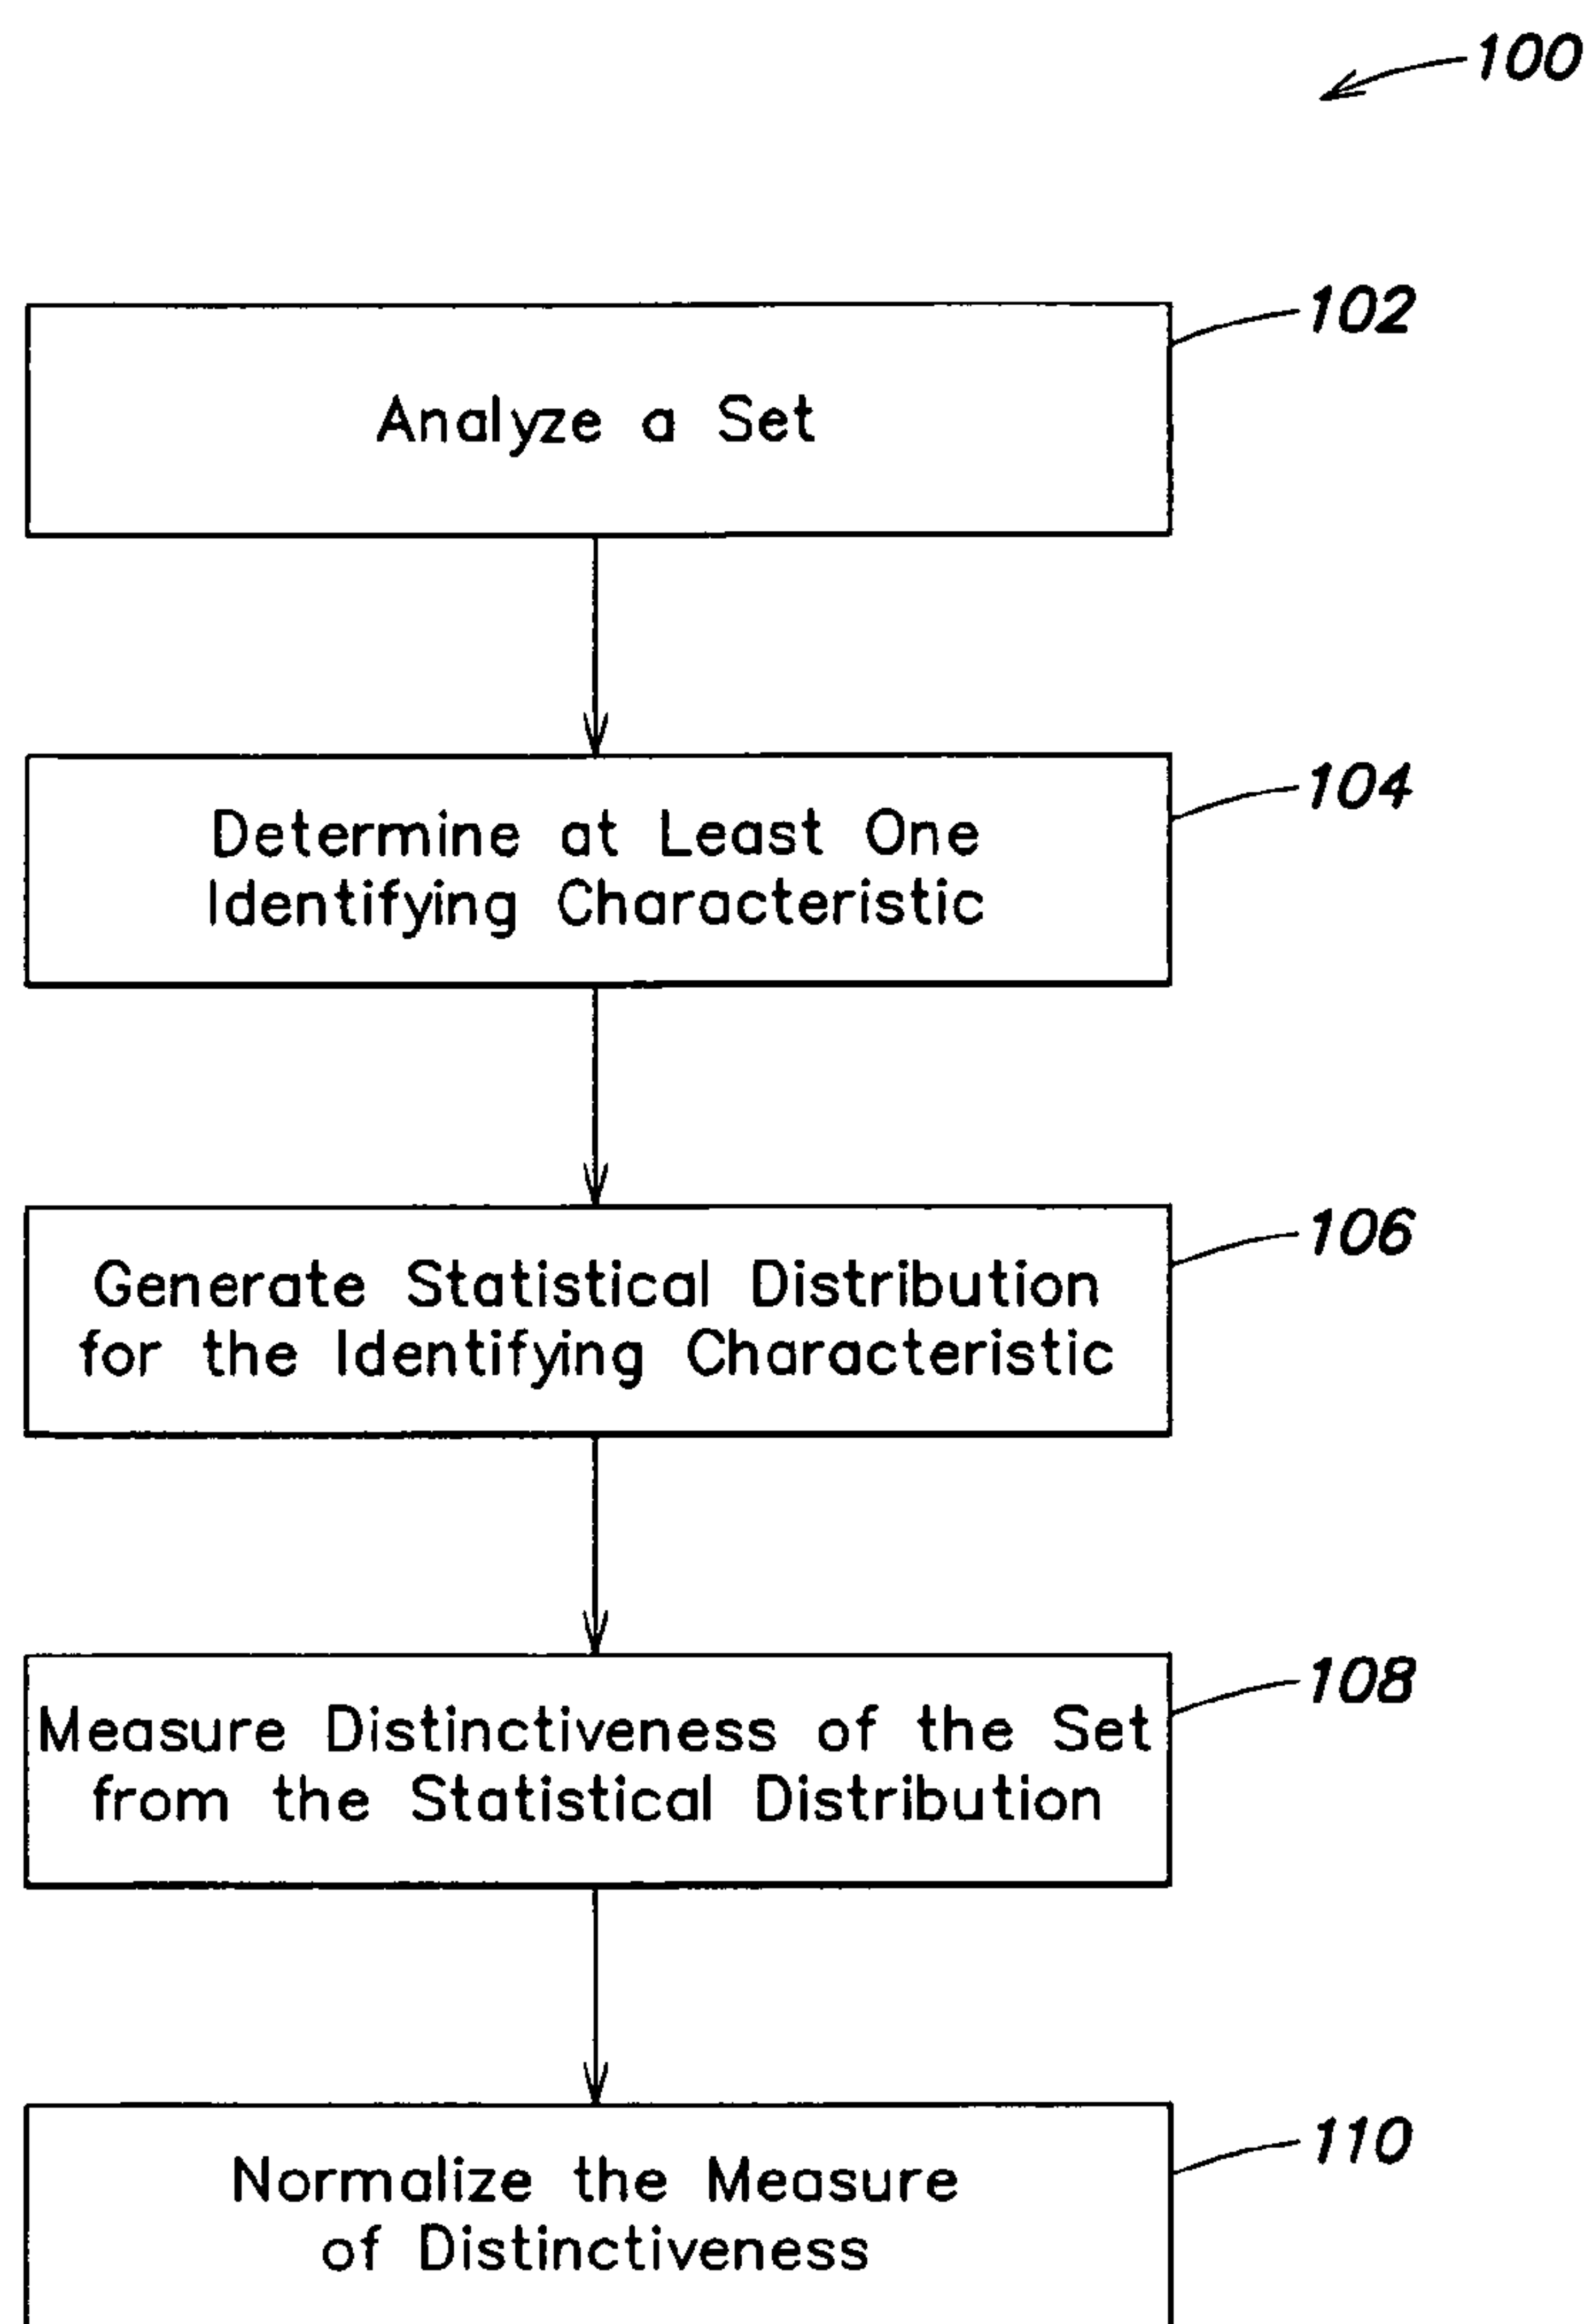 100
102
Analyze a Set
104
Determine at Least One
Identifying Characteristic
106
Generate Statistical Distribution
for the Identifying Characteristic
108
Measure Distinctiveness of the Set
from the Statistical Distribution
110
Normalize the Measure
of Distinctiveness